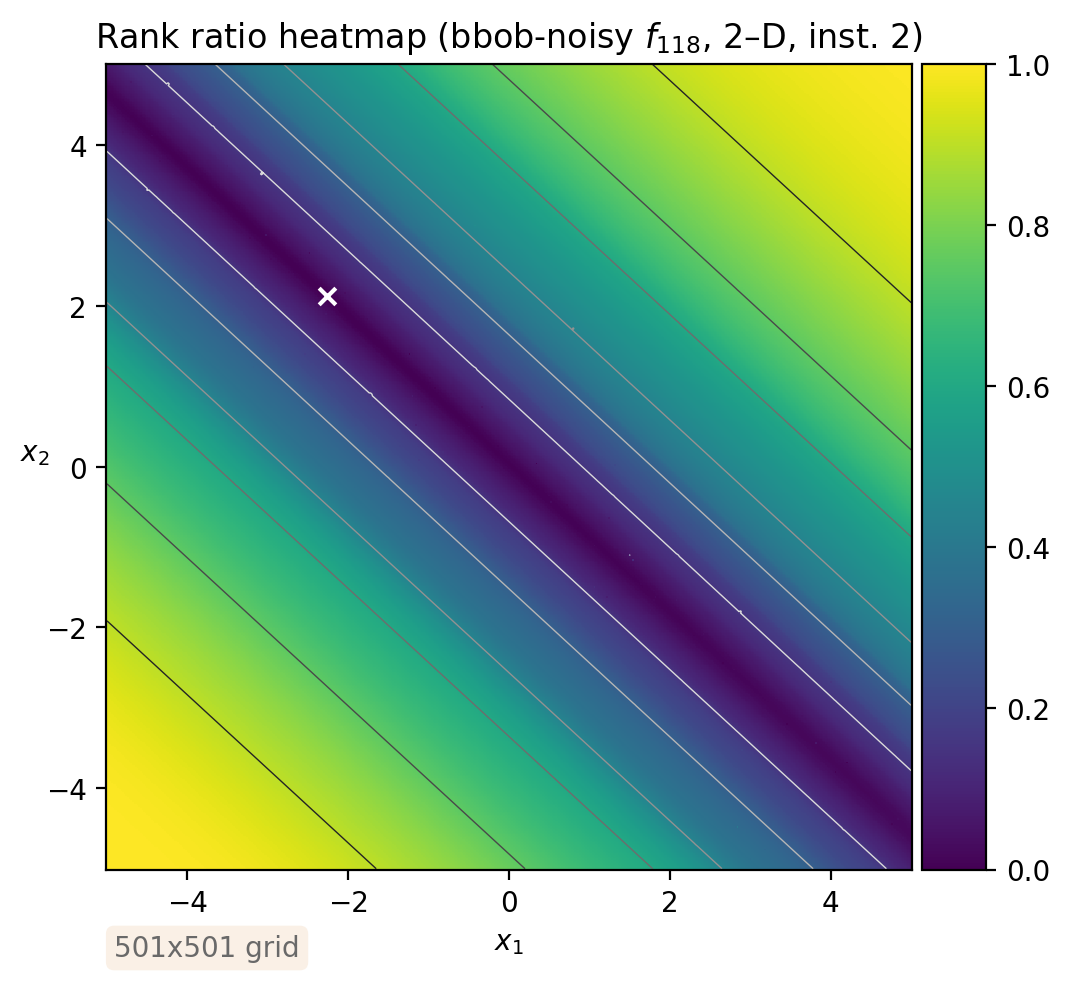 Rank ratio heatmap (bbob-noisy f₁₁₈, 2–D, inst. 2)
1.0
4
0.8
2
0.6
x₂
0
0.4
−2
0.2
−4
0.0
−4 −2 0 2 4
x₁
501x501 grid